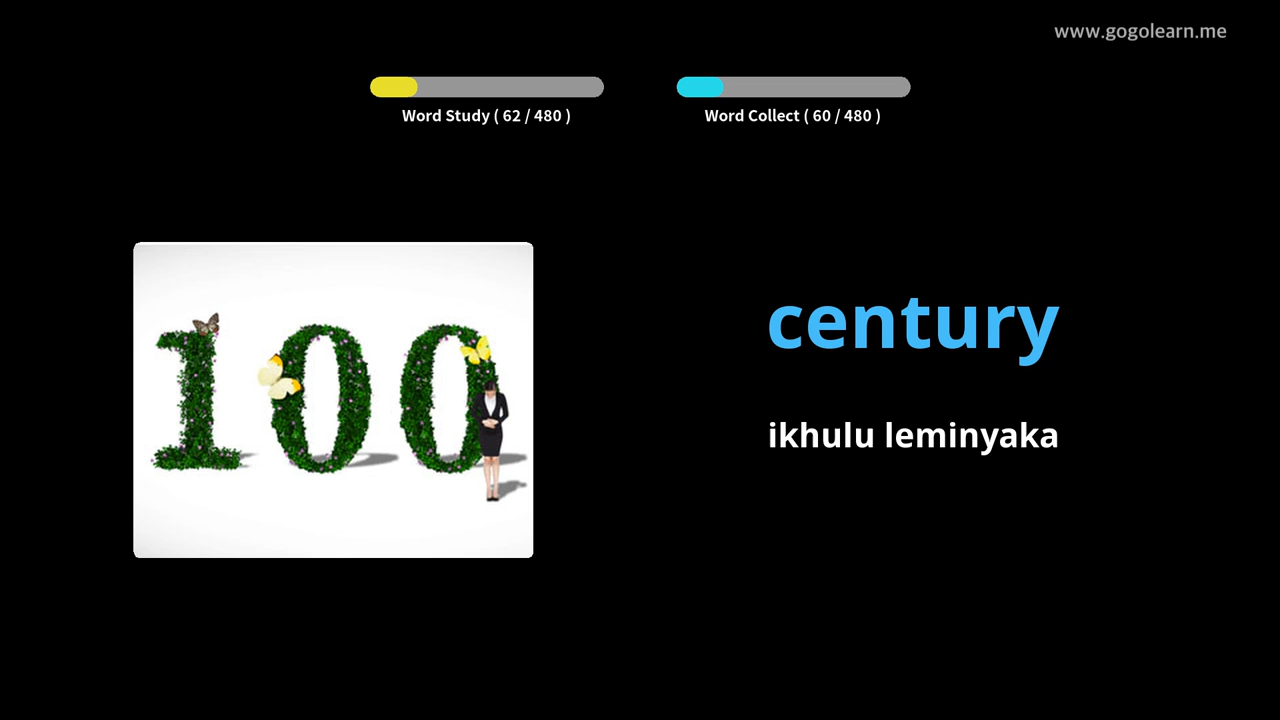 www.gogolearn.me
Word Study ( 62 / 480 )
Word Collect ( 60 / 480 )
100
century
ikhulu leminyaka